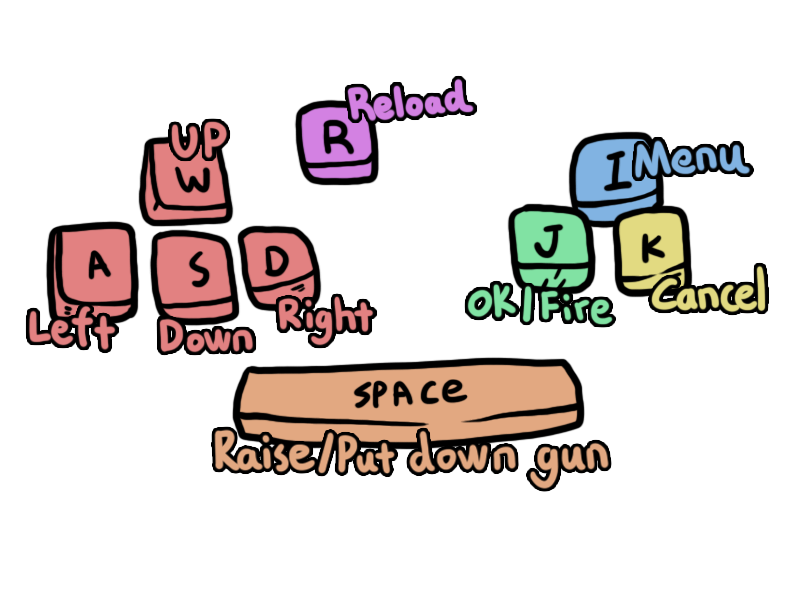 Reload
R
UP
W
I Menu
A
S
D
J
K
Left
Down
Right
OK/Fire
Cancel
SPACe
Raise/Put down gun